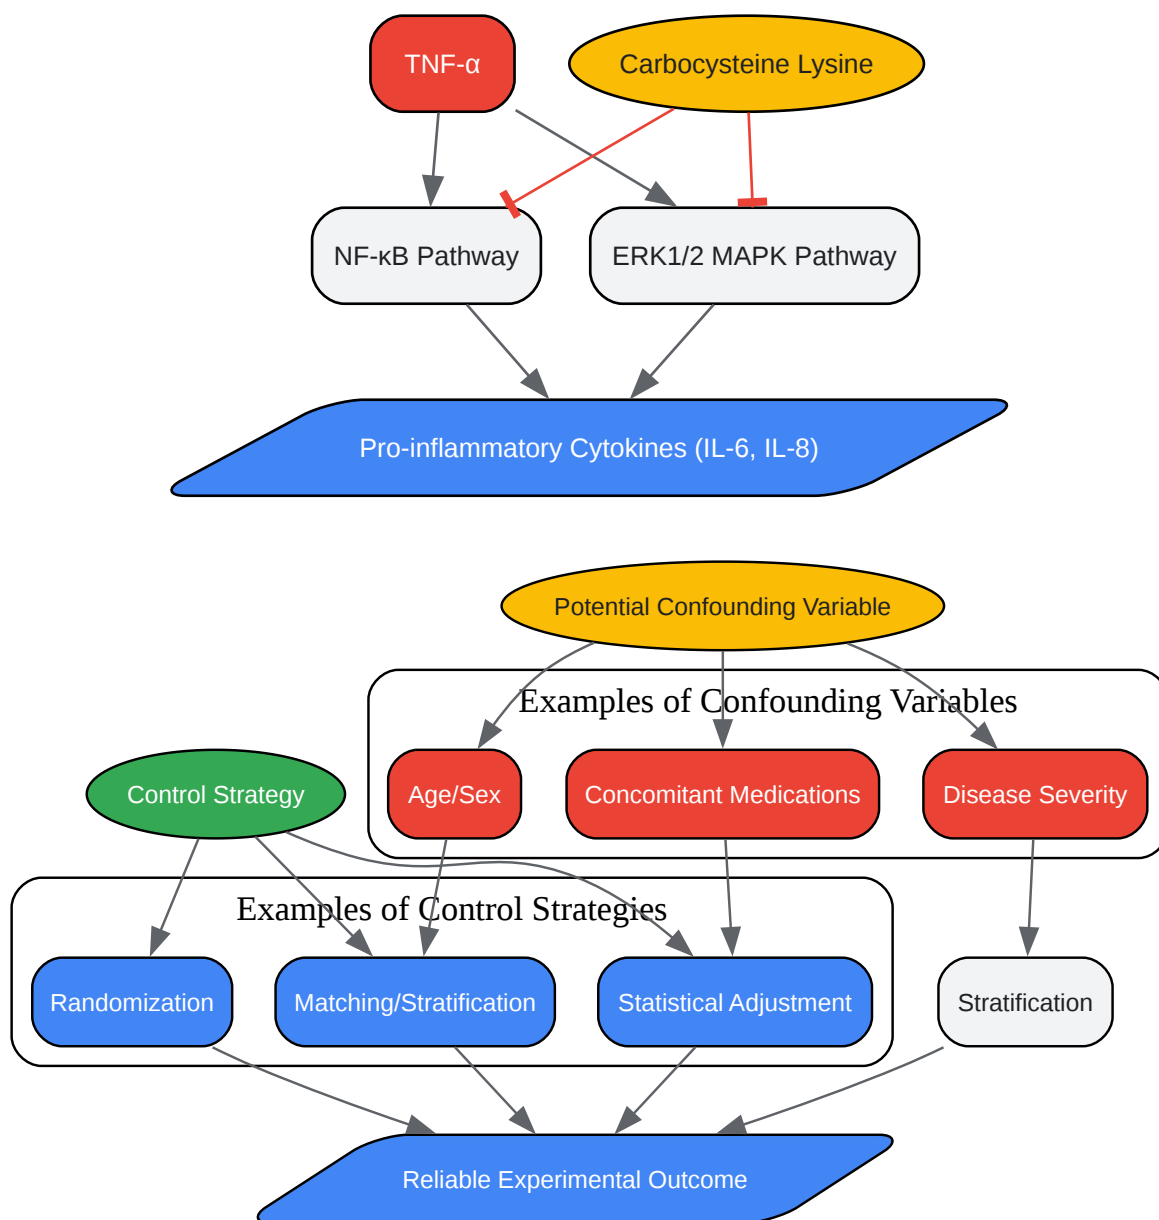 TNF-α
Carbocysteine Lysine
NF-κB Pathway
ERK1/2 MAPK Pathway
Pro-inflammatory Cytokines (IL-6, IL-8)
Potential Confounding Variable
Examples of Confounding Variables
Control Strategy
Age/Sex
Concomitant Medications
Disease Severity
Examples of Control Strategies
Randomization
Matching/Stratification
Statistical Adjustment
Stratification
Reliable Experimental Outcome